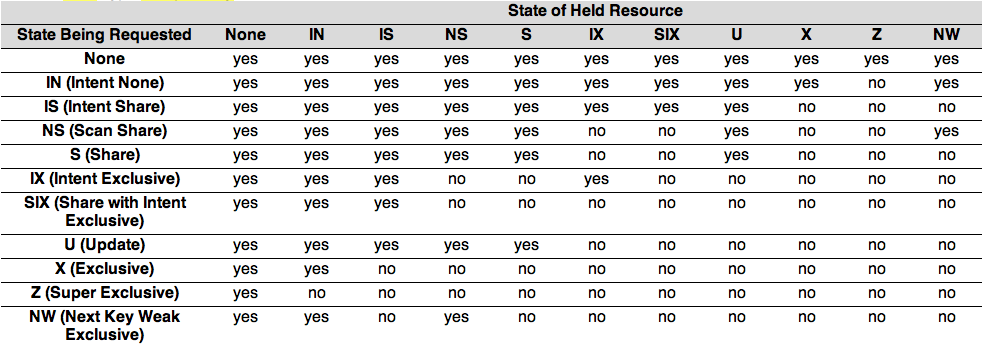 State of Held Resource
State Being Requested None IN IS NS S IX SIX U X Z NW
None yes yes yes yes yes yes yes yes yes yes yes
IN (Intent None) yes yes yes yes yes yes yes yes yes no yes
IS (Intent Share) yes yes yes yes yes yes yes yes no no no
NS (Scan Share) yes yes yes yes yes no no yes no no yes
S (Share) yes yes yes yes yes no no yes no no no
IX (Intent Exclusive) yes yes yes no no yes no no no no no
SIX (Share with Intent yes yes yes no no no no no no no no
Exclusive)
U (Update) yes yes yes yes yes no no no no no no
X (Exclusive) yes yes no no no no no no no no no
Z (Super Exclusive) yes no no no no no no no no no no
NW (Next Key Weak yes yes no yes no no no no no no no
Exclusive)